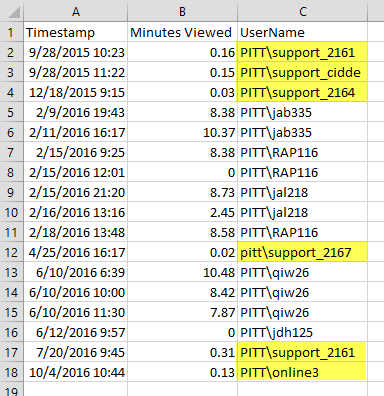 A B C
1 Timestamp Minutes Viewed UserName
2 9/28/2015 10:23 0.16 PITT\support_2161
3 9/28/2015 11:22 0.15 PITT\support_cidde
4 12/18/2015 9:15 0.03 PITT\support_2164
5 2/9/2016 19:43 8.38 PITT\jab335
6 2/11/2016 16:17 10.37 PITT\jab335
7 2/15/2016 9:25 8.38 PITT\RAP116
8 2/15/2016 12:01 0 PITT\RAP116
9 2/15/2016 21:20 8.73 PITT\jal218
10 2/16/2016 13:16 2.45 PITT\jal218
11 2/18/2016 13:48 8.58 PITT\RAP116
12 4/25/2016 16:17 0.02 pitt\support_2167
13 6/10/2016 6:39 10.48 PITT\qiw26
14 6/10/2016 10:00 8.42 PITT\qiw26
15 6/10/2016 11:30 7.87 PITT\qiw26
16 6/12/2016 9:57 0 PITT\jdh125
17 7/20/2016 9:45 0.31 PITT\support_2161
18 10/4/2016 10:44 0.13 PITT\online3
19